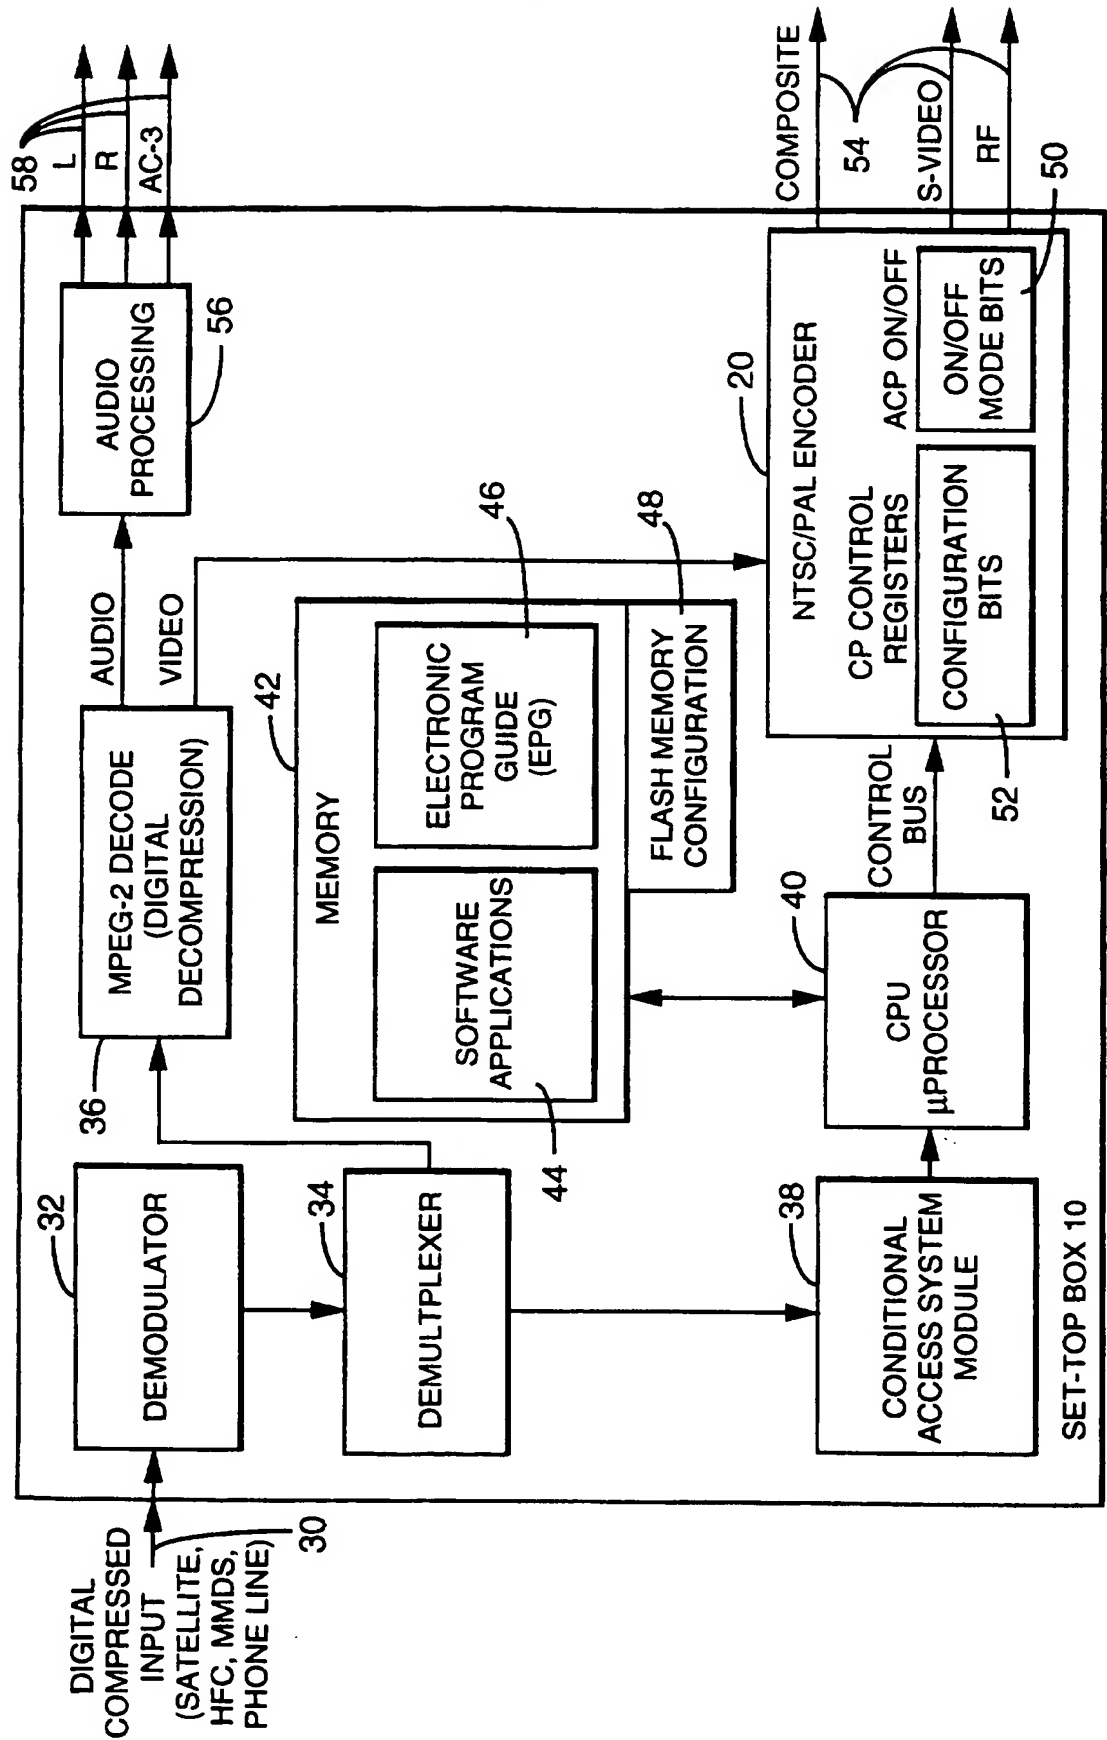 DIGITAL
COMPRESSED
INPUT
(SATELLITE,
HFC, MMDS,
PHONE LINE)
30
32
DEMODULATOR
34
DEMULTPLEXER
36
MPEG-2 DECODE
(DIGITAL
DECOMPRESSION)
AUDIO
VIDEO
AUDIO
PROCESSING
56
58
L
R
AC-3
42
MEMORY
SOFTWARE
APPLICATIONS
44
ELECTRONIC
PROGRAM
GUIDE
(EPG)
46
FLASH MEMORY
CONFIGURATION
48
38
CONDITIONAL
ACCESS SYSTEM
MODULE
40
CPU
µPROCESSOR
CONTROL
BUS
20
NTSC/PAL ENCODER
CP CONTROL
REGISTERS
ACP ON/OFF
CONFIGURATION
BITS
52
ON/OFF
MODE BITS
50
COMPOSITE
54
S-VIDEO
RF
SET-TOP BOX 10